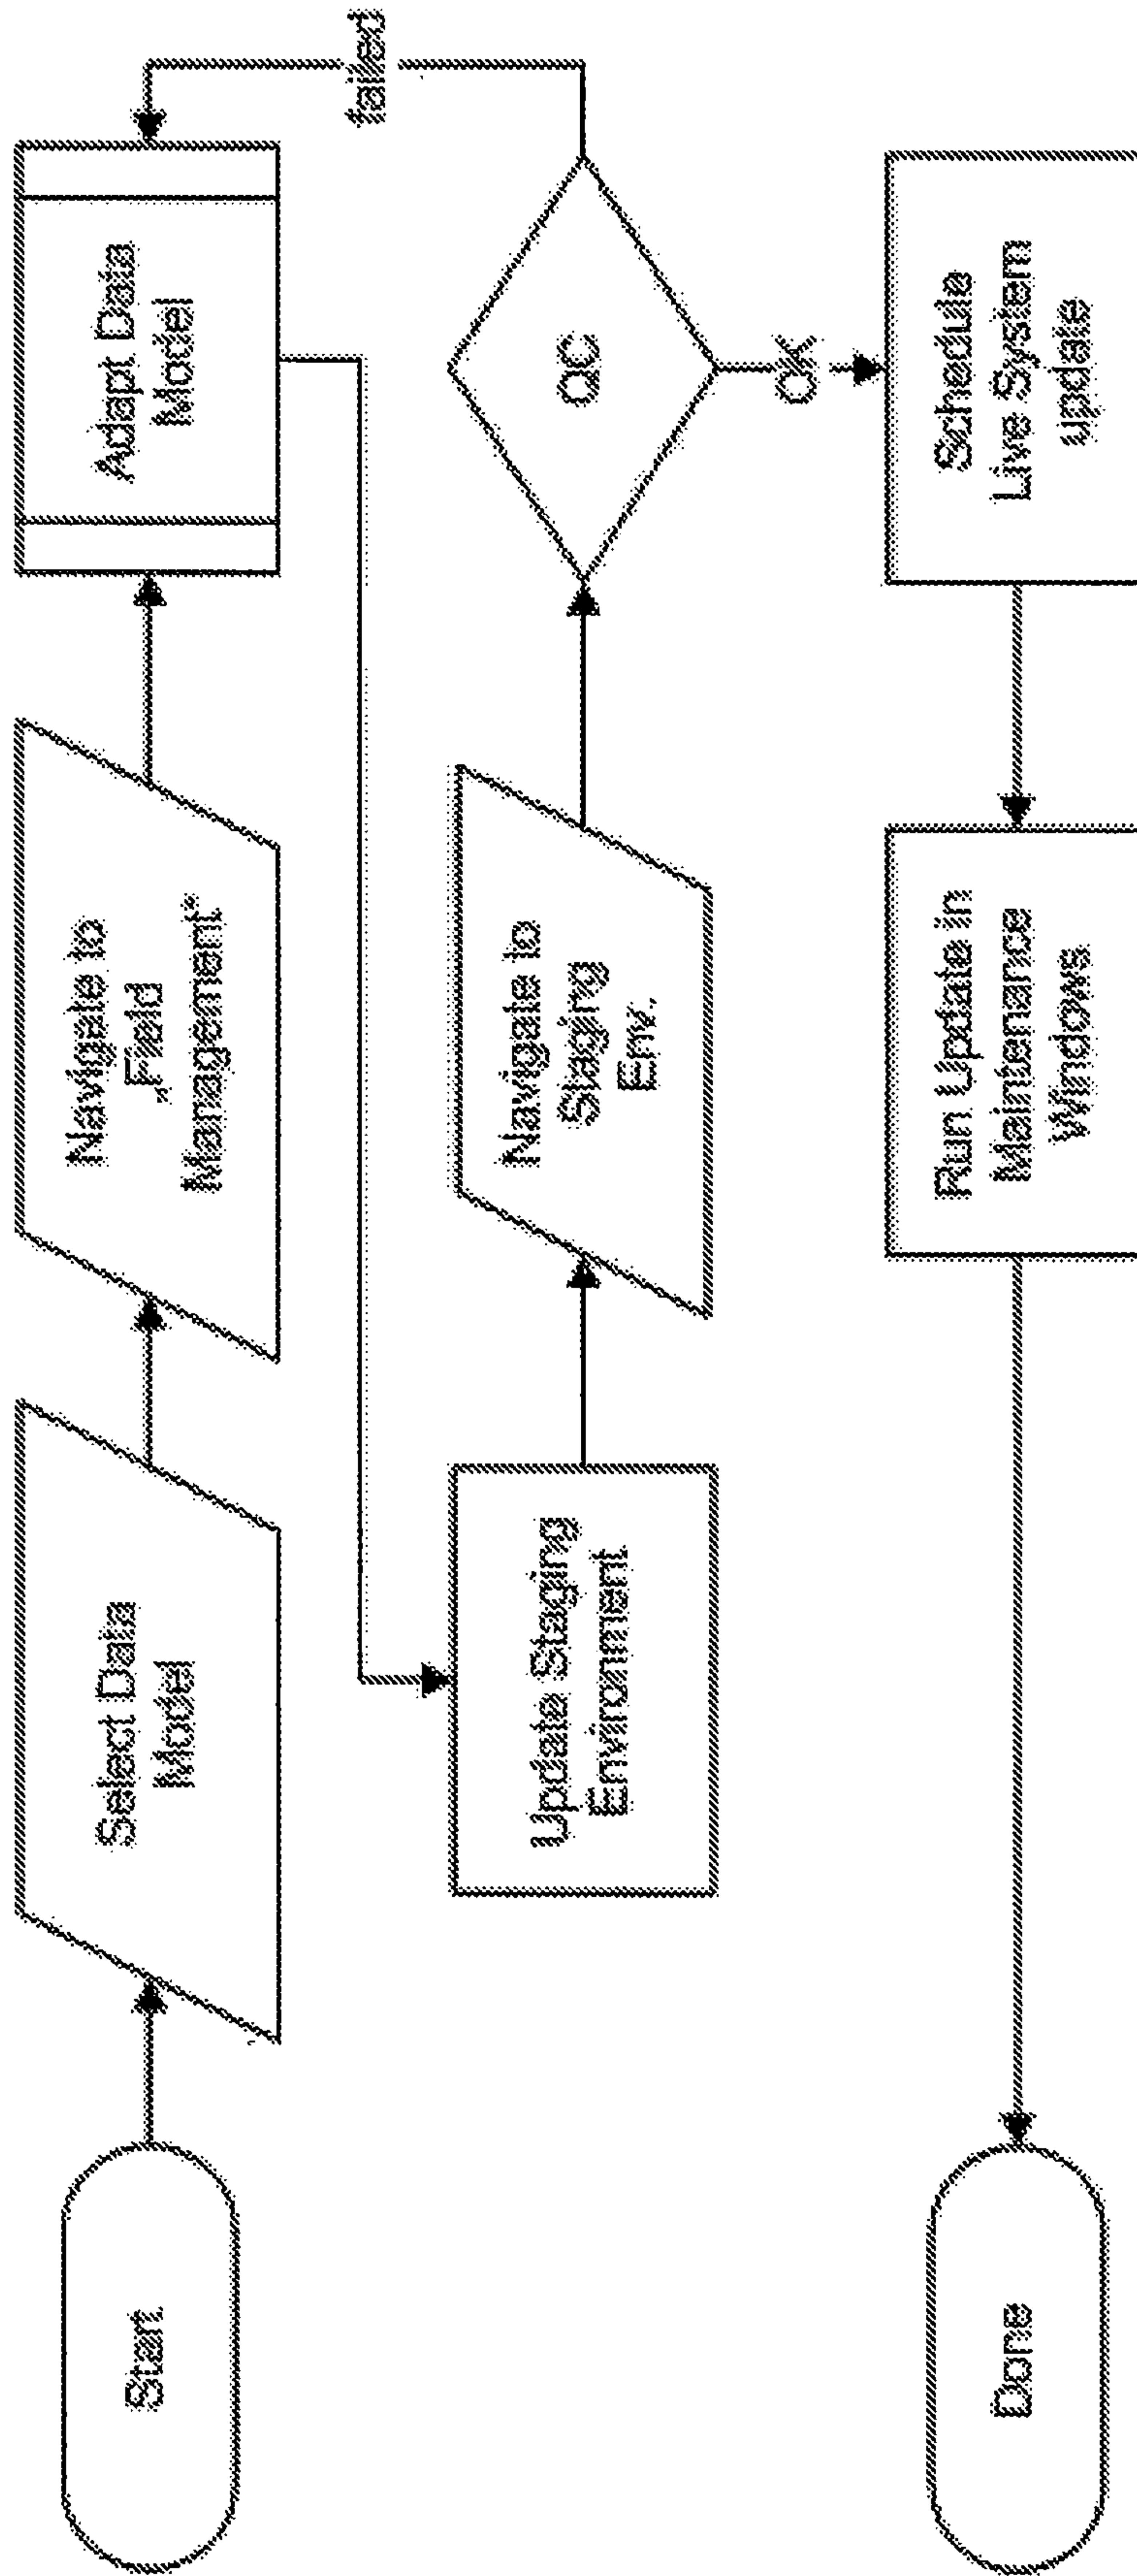 Start
Select Data
Model
Navigate to
„Field
Management“
Adapt Data
Model
failed
Update Staging
Environment
Navigate to
Staging
Env.
QC
OK
Schedule
Live System
update
Run Update in
Maintenance
Windows
Done